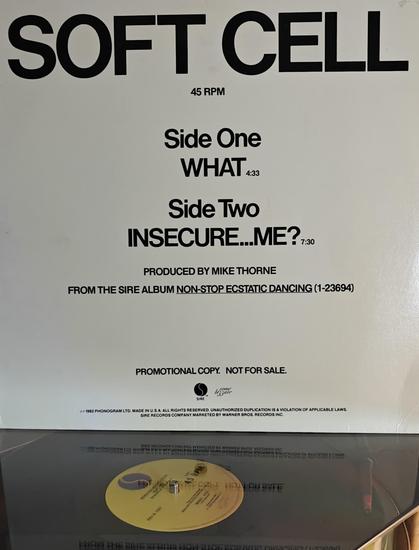 SOFT CELL
45 RPM
Side One
WHAT 4:33
Side Two
INSECURE...ME? 7:30
PRODUCED BY MIKE THORNE
FROM THE SIRE ALBUM NON-STOP ECSTATIC DANCING (1-23694)
PROMOTIONAL COPY. NOT FOR SALE.
SIRE
℗ 1982 PHONOGRAM LTD. MADE IN U.S.A. ALL RIGHTS RESERVED. UNAUTHORIZED DUPLICATION IS A VIOLATION OF APPLICABLE LAWS.
SIRE RECORDS COMPANY MARKETED BY WARNER BROS. RECORDS INC.